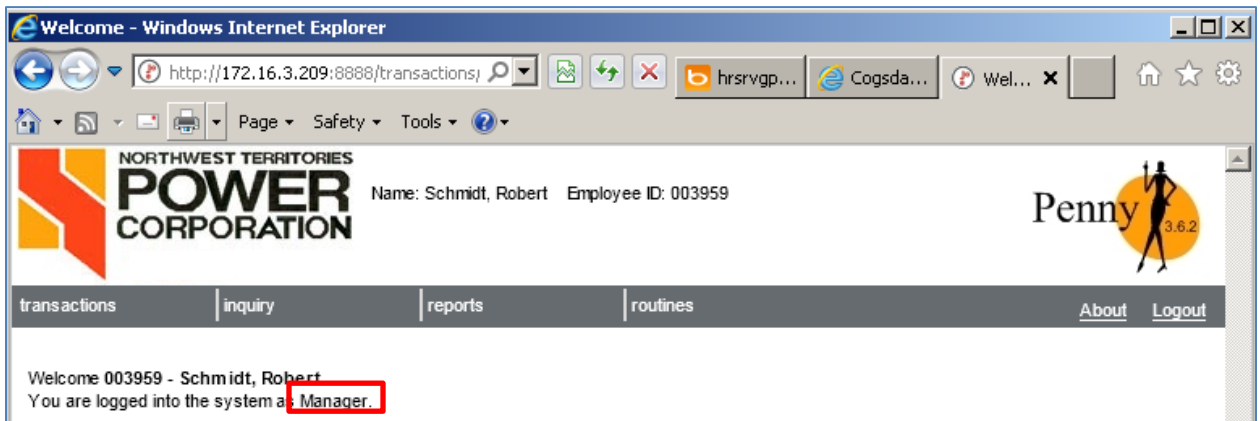 Welcome - Windows Internet Explorer
http://172.16.3.209:8888/transactions/ hrsrvgp... Cogsda... Wel...
Page Safety Tools
NORTHWEST TERRITORIES
POWER
CORPORATION
Name: Schmidt, Robert Employee ID: 003959
Penny
3.6.2
transactions inquiry reports routines About Logout
Welcome 003959 - Schmidt, Robert
You are logged into the system as Manager.